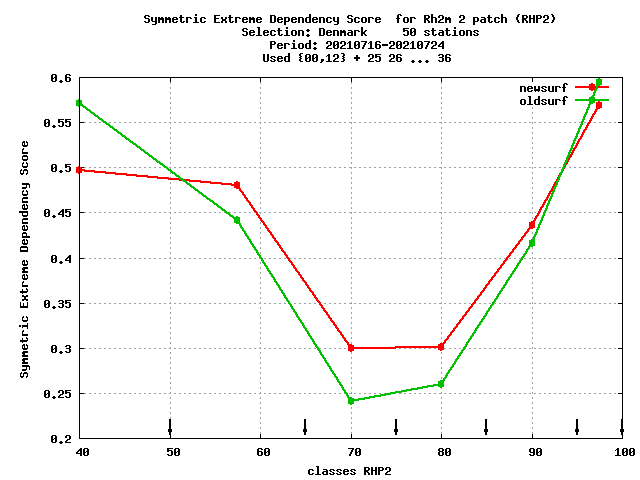 Symmetric Extreme Dependency Score  for Rh2m 2 patch (RHP2)
Selection: Denmark     50 stations
Period: 20210716-20210724
Used {00,12} + 25 26 ... 36
newsurf
oldsurf
Symmetric Extreme Dependency Score
0.6
0.55
0.5
0.45
0.4
0.35
0.3
0.25
0.2
40 50 60 70 80 90 100
classes RHP2